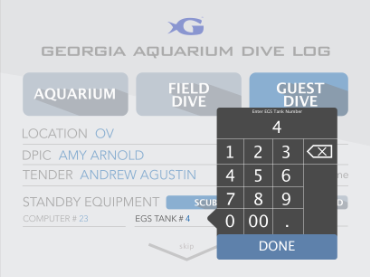 GEORGIA AQUARIUM DIVE LOG
AQUARIUM
FIELD DIVE
GUEST DIVE
LOCATION OV
DPIC AMY ARNOLD
TENDER ANDREW AGUSTIN
STANDBY EQUIPMENT SCUB
COMPUTER # 23 EGS TANK # 4
skip
Enter EGS Tank Number
4
1 2 3
4 5 6
7 8 9
0 00 .
DONE